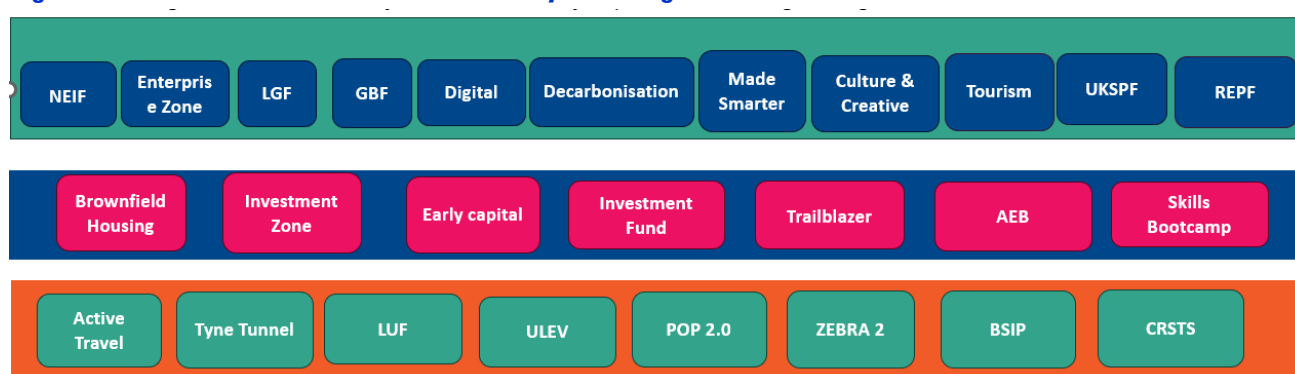 NEIF
Enterpris
e Zone
LGF
GBF
Digital
Decarbonisation
Made
Smarter
Culture &
Creative
Tourism
UKSPF
REPF
Brownfield
Housing
Investment
Zone
Early capital
Investment
Fund
Trailblazer
AEB
Skills
Bootcamp
Active
Travel
Tyne Tunnel
LUF
ULEV
POP 2.0
ZEBRA 2
BSIP
CRSTS